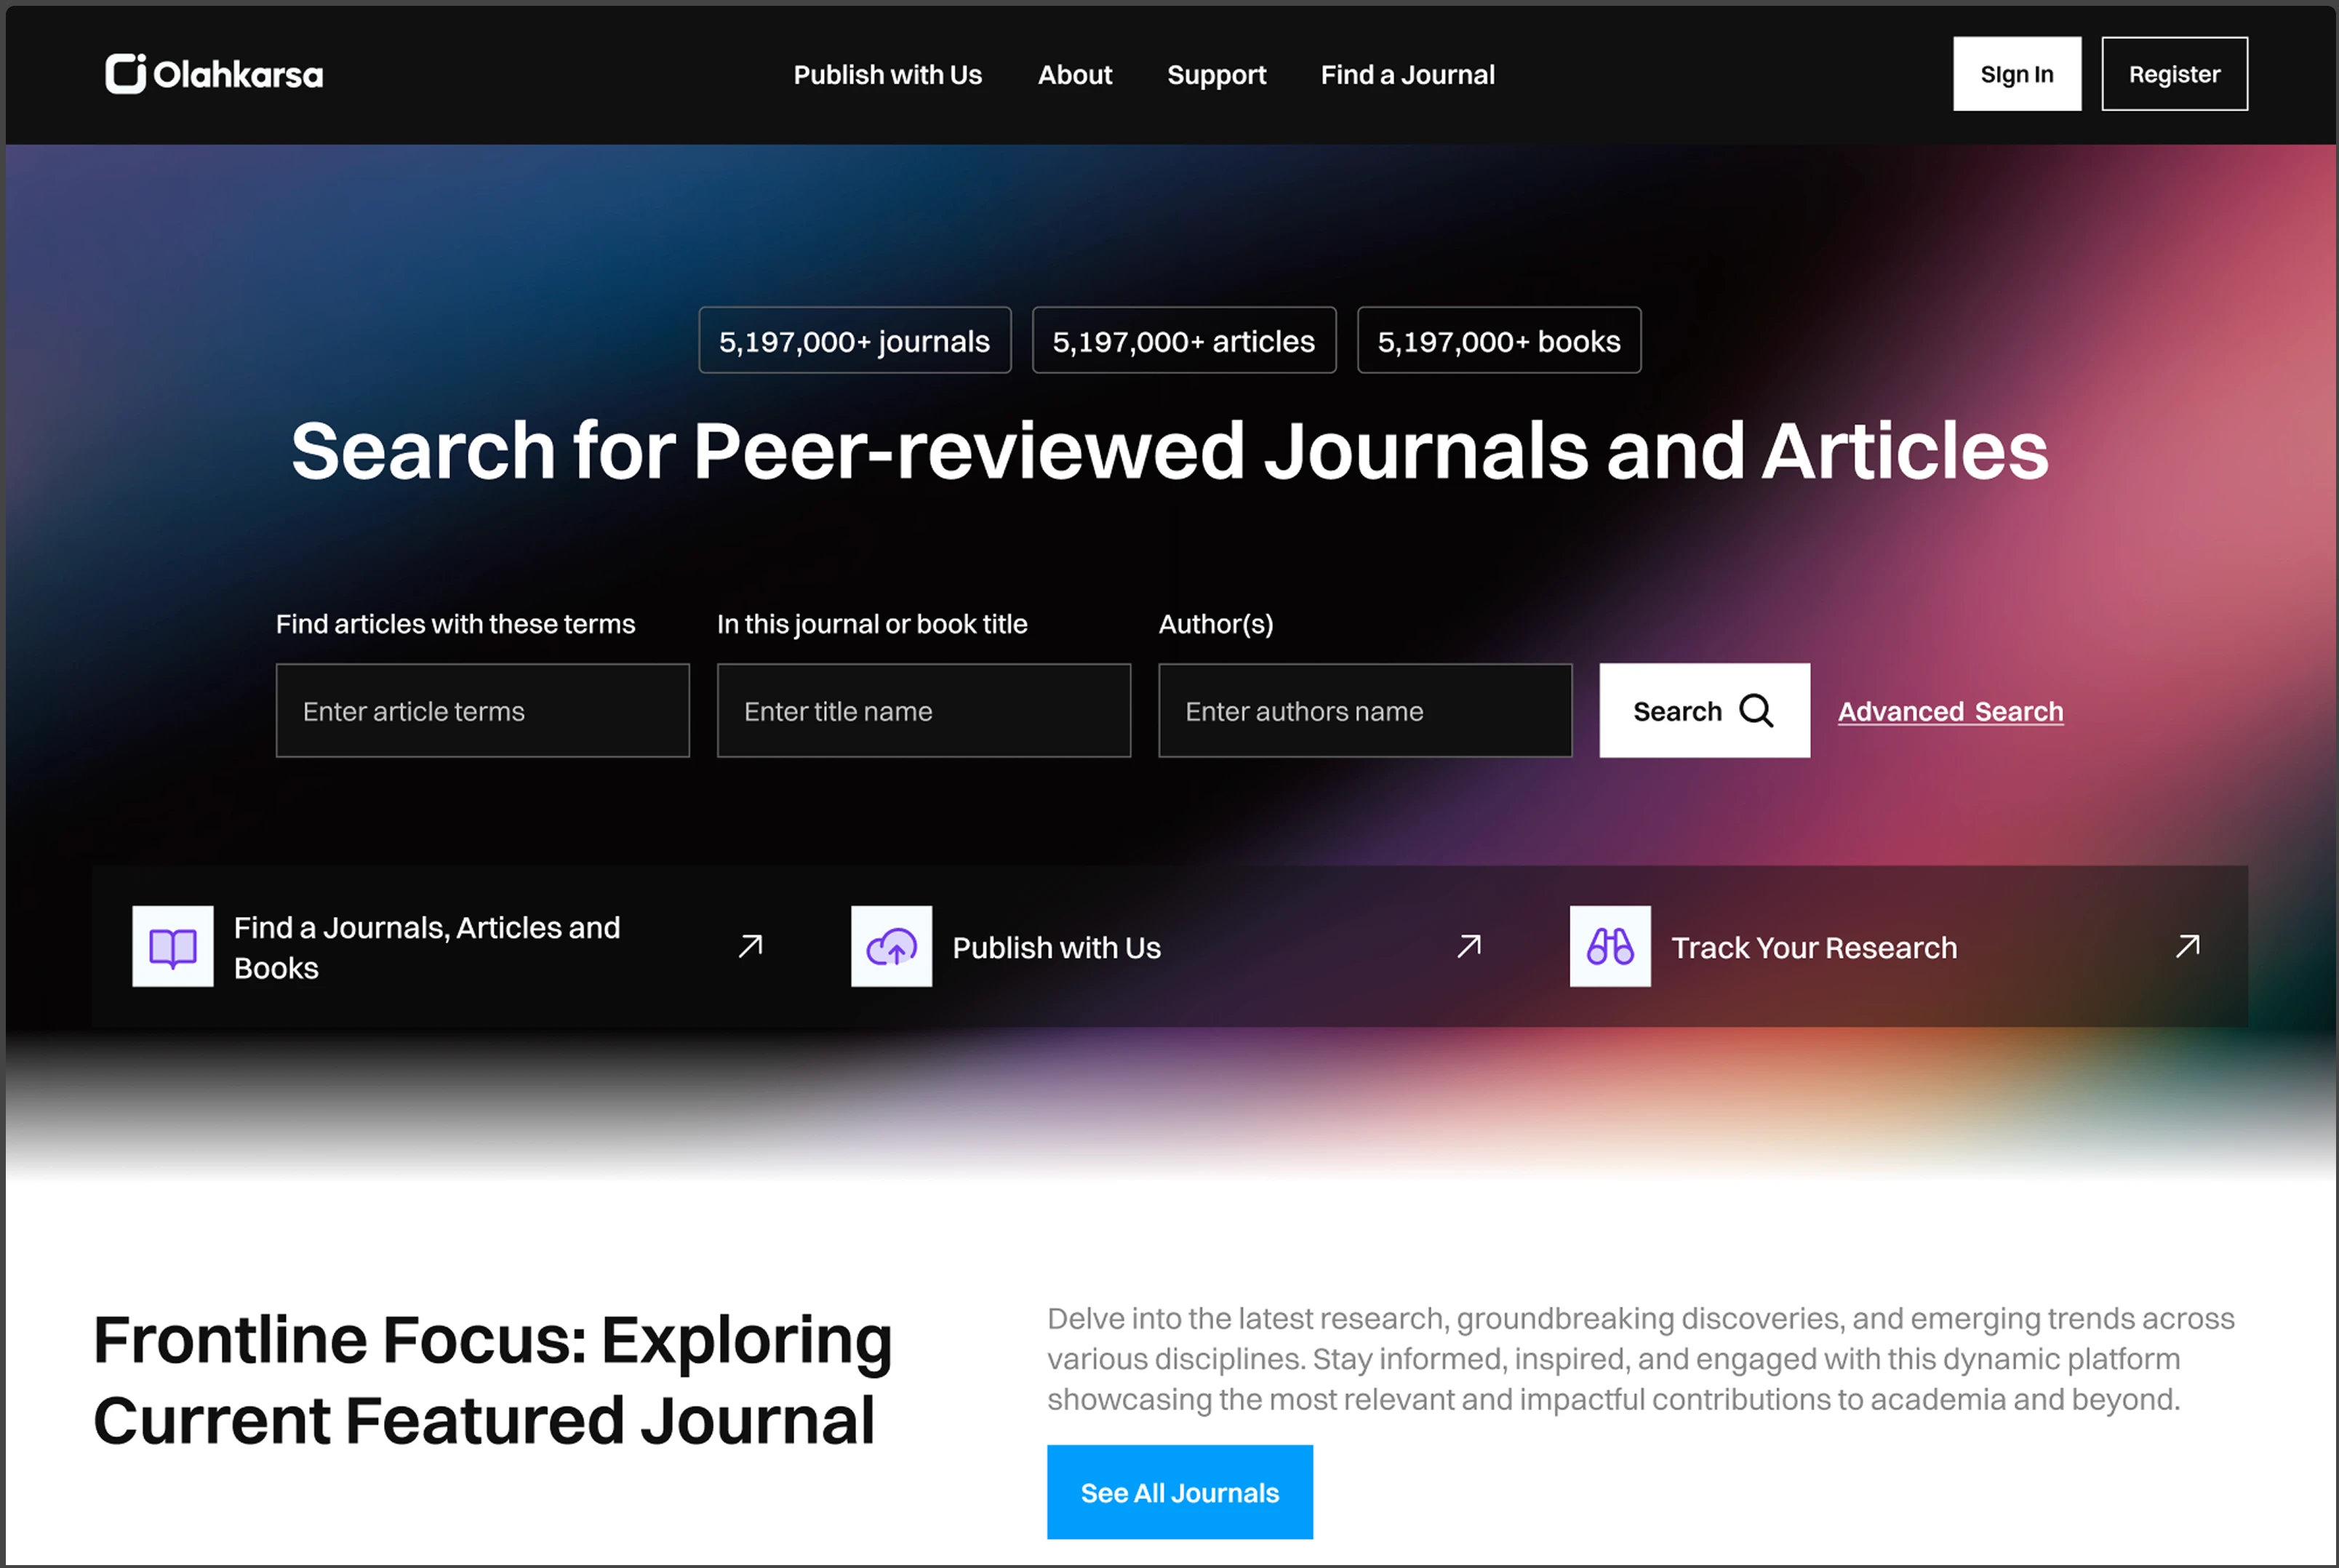 Olahkarsa
Publish with Us
About
Support
Find a Journal
SIgn In
Register
5,197,000+ journals
5,197,000+ articles
5,197,000+ books
Search for Peer-reviewed Journals and Articles
Find articles with these terms
In this journal or book title
Author(s)
Enter article terms
Enter title name
Enter authors name
Search
Advanced Search
Find a Journals, Articles and
Books
Publish with Us
Track Your Research
Frontline Focus: Exploring
Current Featured Journal
Delve into the latest research, groundbreaking discoveries, and emerging trends across
various disciplines. Stay informed, inspired, and engaged with this dynamic platform
showcasing the most relevant and impactful contributions to academia and beyond.
See All Journals